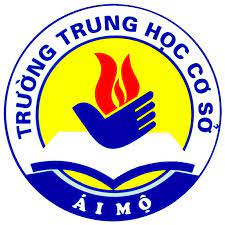 TRƯỜNG TRUNG HỌC CƠ SỞ
ÁI MỘ